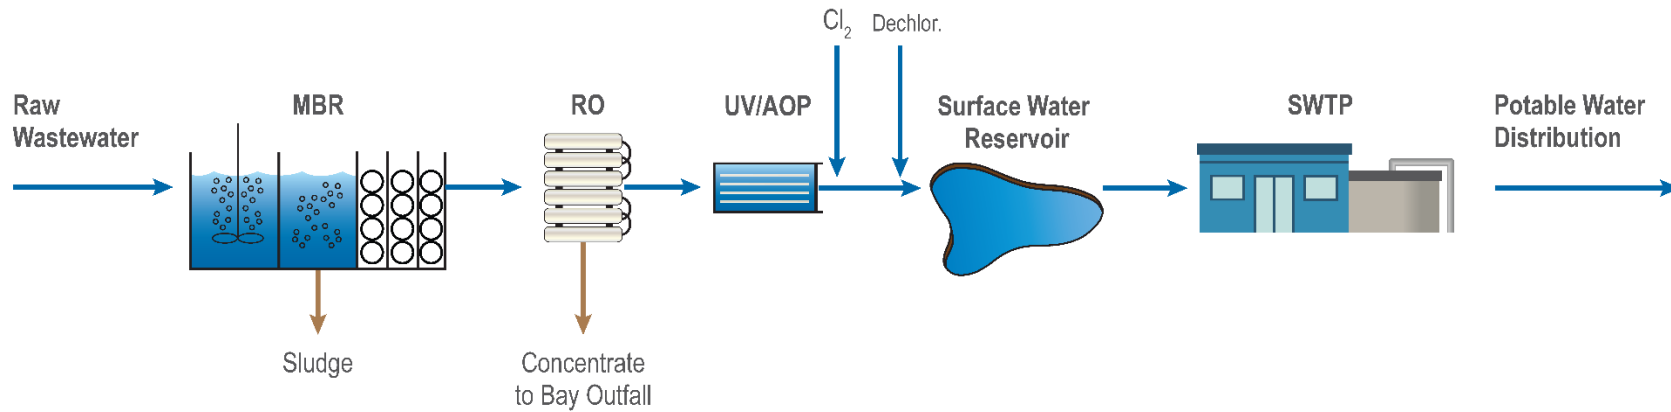 Cl2
Dechlor.
Raw
Wastewater
MBR
RO
UV/AOP
Surface Water
Reservoir
SWTP
Potable Water
Distribution
Sludge
Concentrate
to Bay Outfall